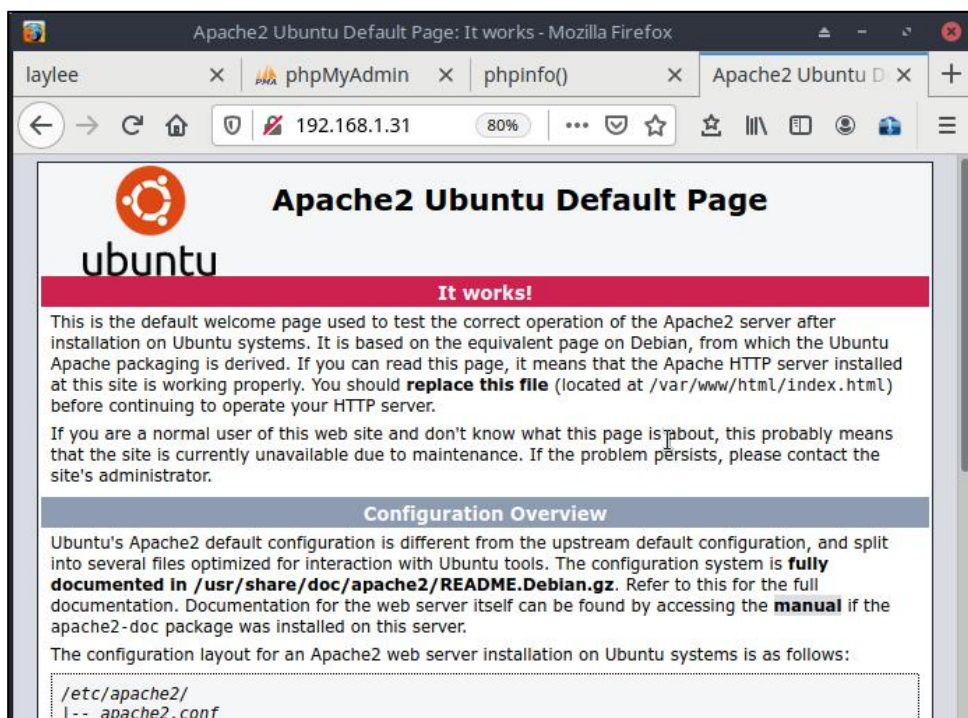 Apache2 Ubuntu Default Page: It works - Mozilla Firefox
laylee
phpMyAdmin
phpinfo()
Apache2 Ubuntu D
192.168.1.31
80%
ubuntu
Apache2 Ubuntu Default Page
It works!
This is the default welcome page used to test the correct operation of the Apache2 server after
installation on Ubuntu systems. It is based on the equivalent page on Debian, from which the Ubuntu
Apache packaging is derived. If you can read this page, it means that the Apache HTTP server installed
at this site is working properly. You should replace this file (located at /var/www/html/index.html)
before continuing to operate your HTTP server.
If you are a normal user of this web site and don't know what this page is about, this probably means
that the site is currently unavailable due to maintenance. If the problem persists, please contact the
site's administrator.
Configuration Overview
Ubuntu's Apache2 default configuration is different from the upstream default configuration, and split
into several files optimized for interaction with Ubuntu tools. The configuration system is fully
documented in /usr/share/doc/apache2/README.Debian.gz. Refer to this for the full
documentation. Documentation for the web server itself can be found by accessing the manual if the
apache2-doc package was installed on this server.
The configuration layout for an Apache2 web server installation on Ubuntu systems is as follows:
/etc/apache2/
|-- apache2.conf